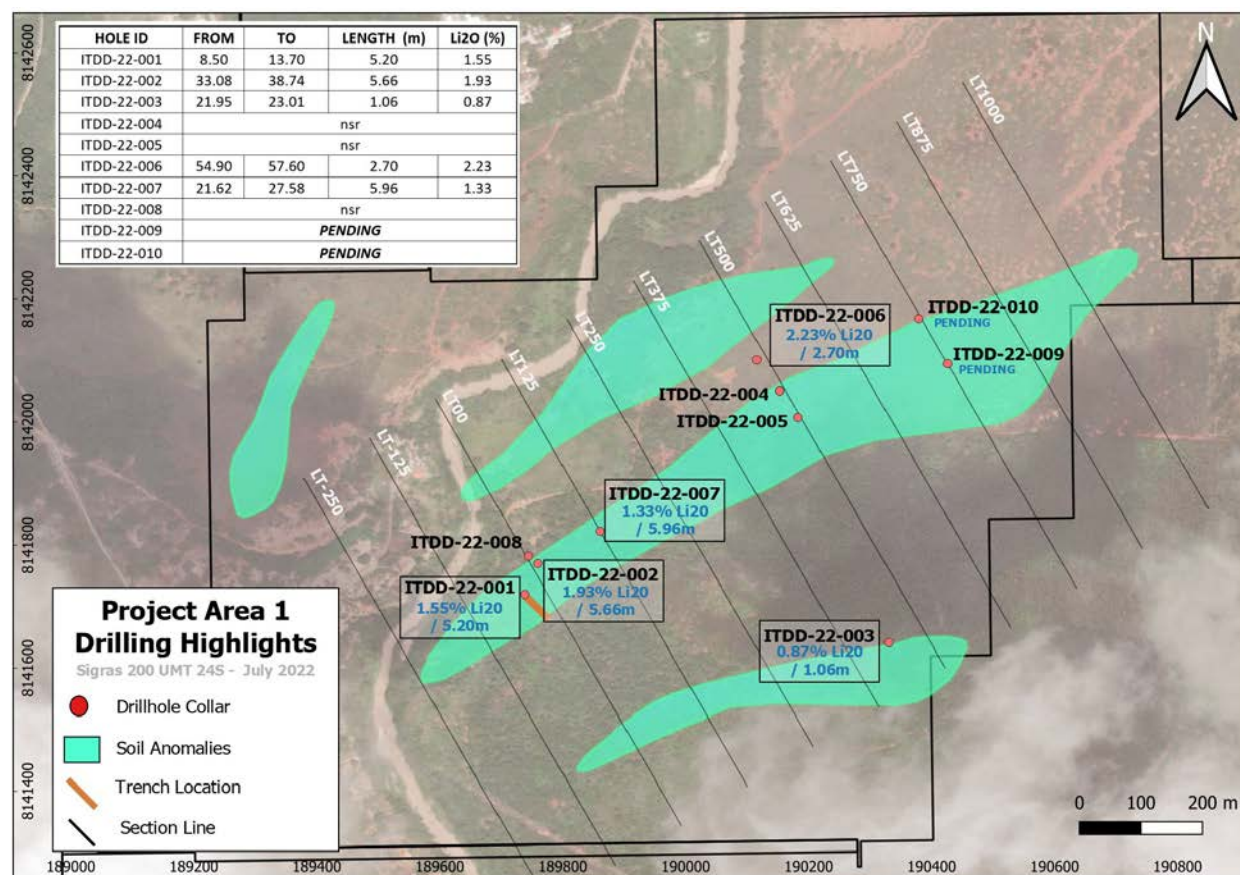 HOLE ID FROM TO LENGTH (m) Li2O (%)
ITDD-22-001 8.50 13.70 5.20 1.55
ITDD-22-002 33.08 38.74 5.66 1.93
ITDD-22-003 21.95 23.01 1.06 0.87
ITDD-22-004 nsr
ITDD-22-005 nsr
ITDD-22-006 54.90 57.60 2.70 2.23
ITDD-22-007 21.62 27.58 5.96 1.33
ITDD-22-008 nsr
ITDD-22-009 PENDING
ITDD-22-010 PENDING
N
LT1000
LT875
LT750
LT625
LT500
LT375
LT250
LT125
LT00
LT-125
LT-250
ITDD-22-006
2.23% Li20
/ 2.70m
ITDD-22-010
PENDING
ITDD-22-009
PENDING
ITDD-22-004
ITDD-22-005
ITDD-22-007
1.33% Li20
/ 5.96m
ITDD-22-008
ITDD-22-002
1.93% Li20
/ 5.66m
ITDD-22-001
1.55% Li20
/ 5.20m
ITDD-22-003
0.87% Li20
/ 1.06m
Project Area 1
Drilling Highlights
Sigras 200 UMT 24S - July 2022
Drillhole Collar
Soil Anomalies
Trench Location
Section Line
0 100 200 m
8142600
8142400
8142200
8142000
8141800
8141600
8141400
189000 189200 189400 189600 189800 190000 190200 190400 190600 190800